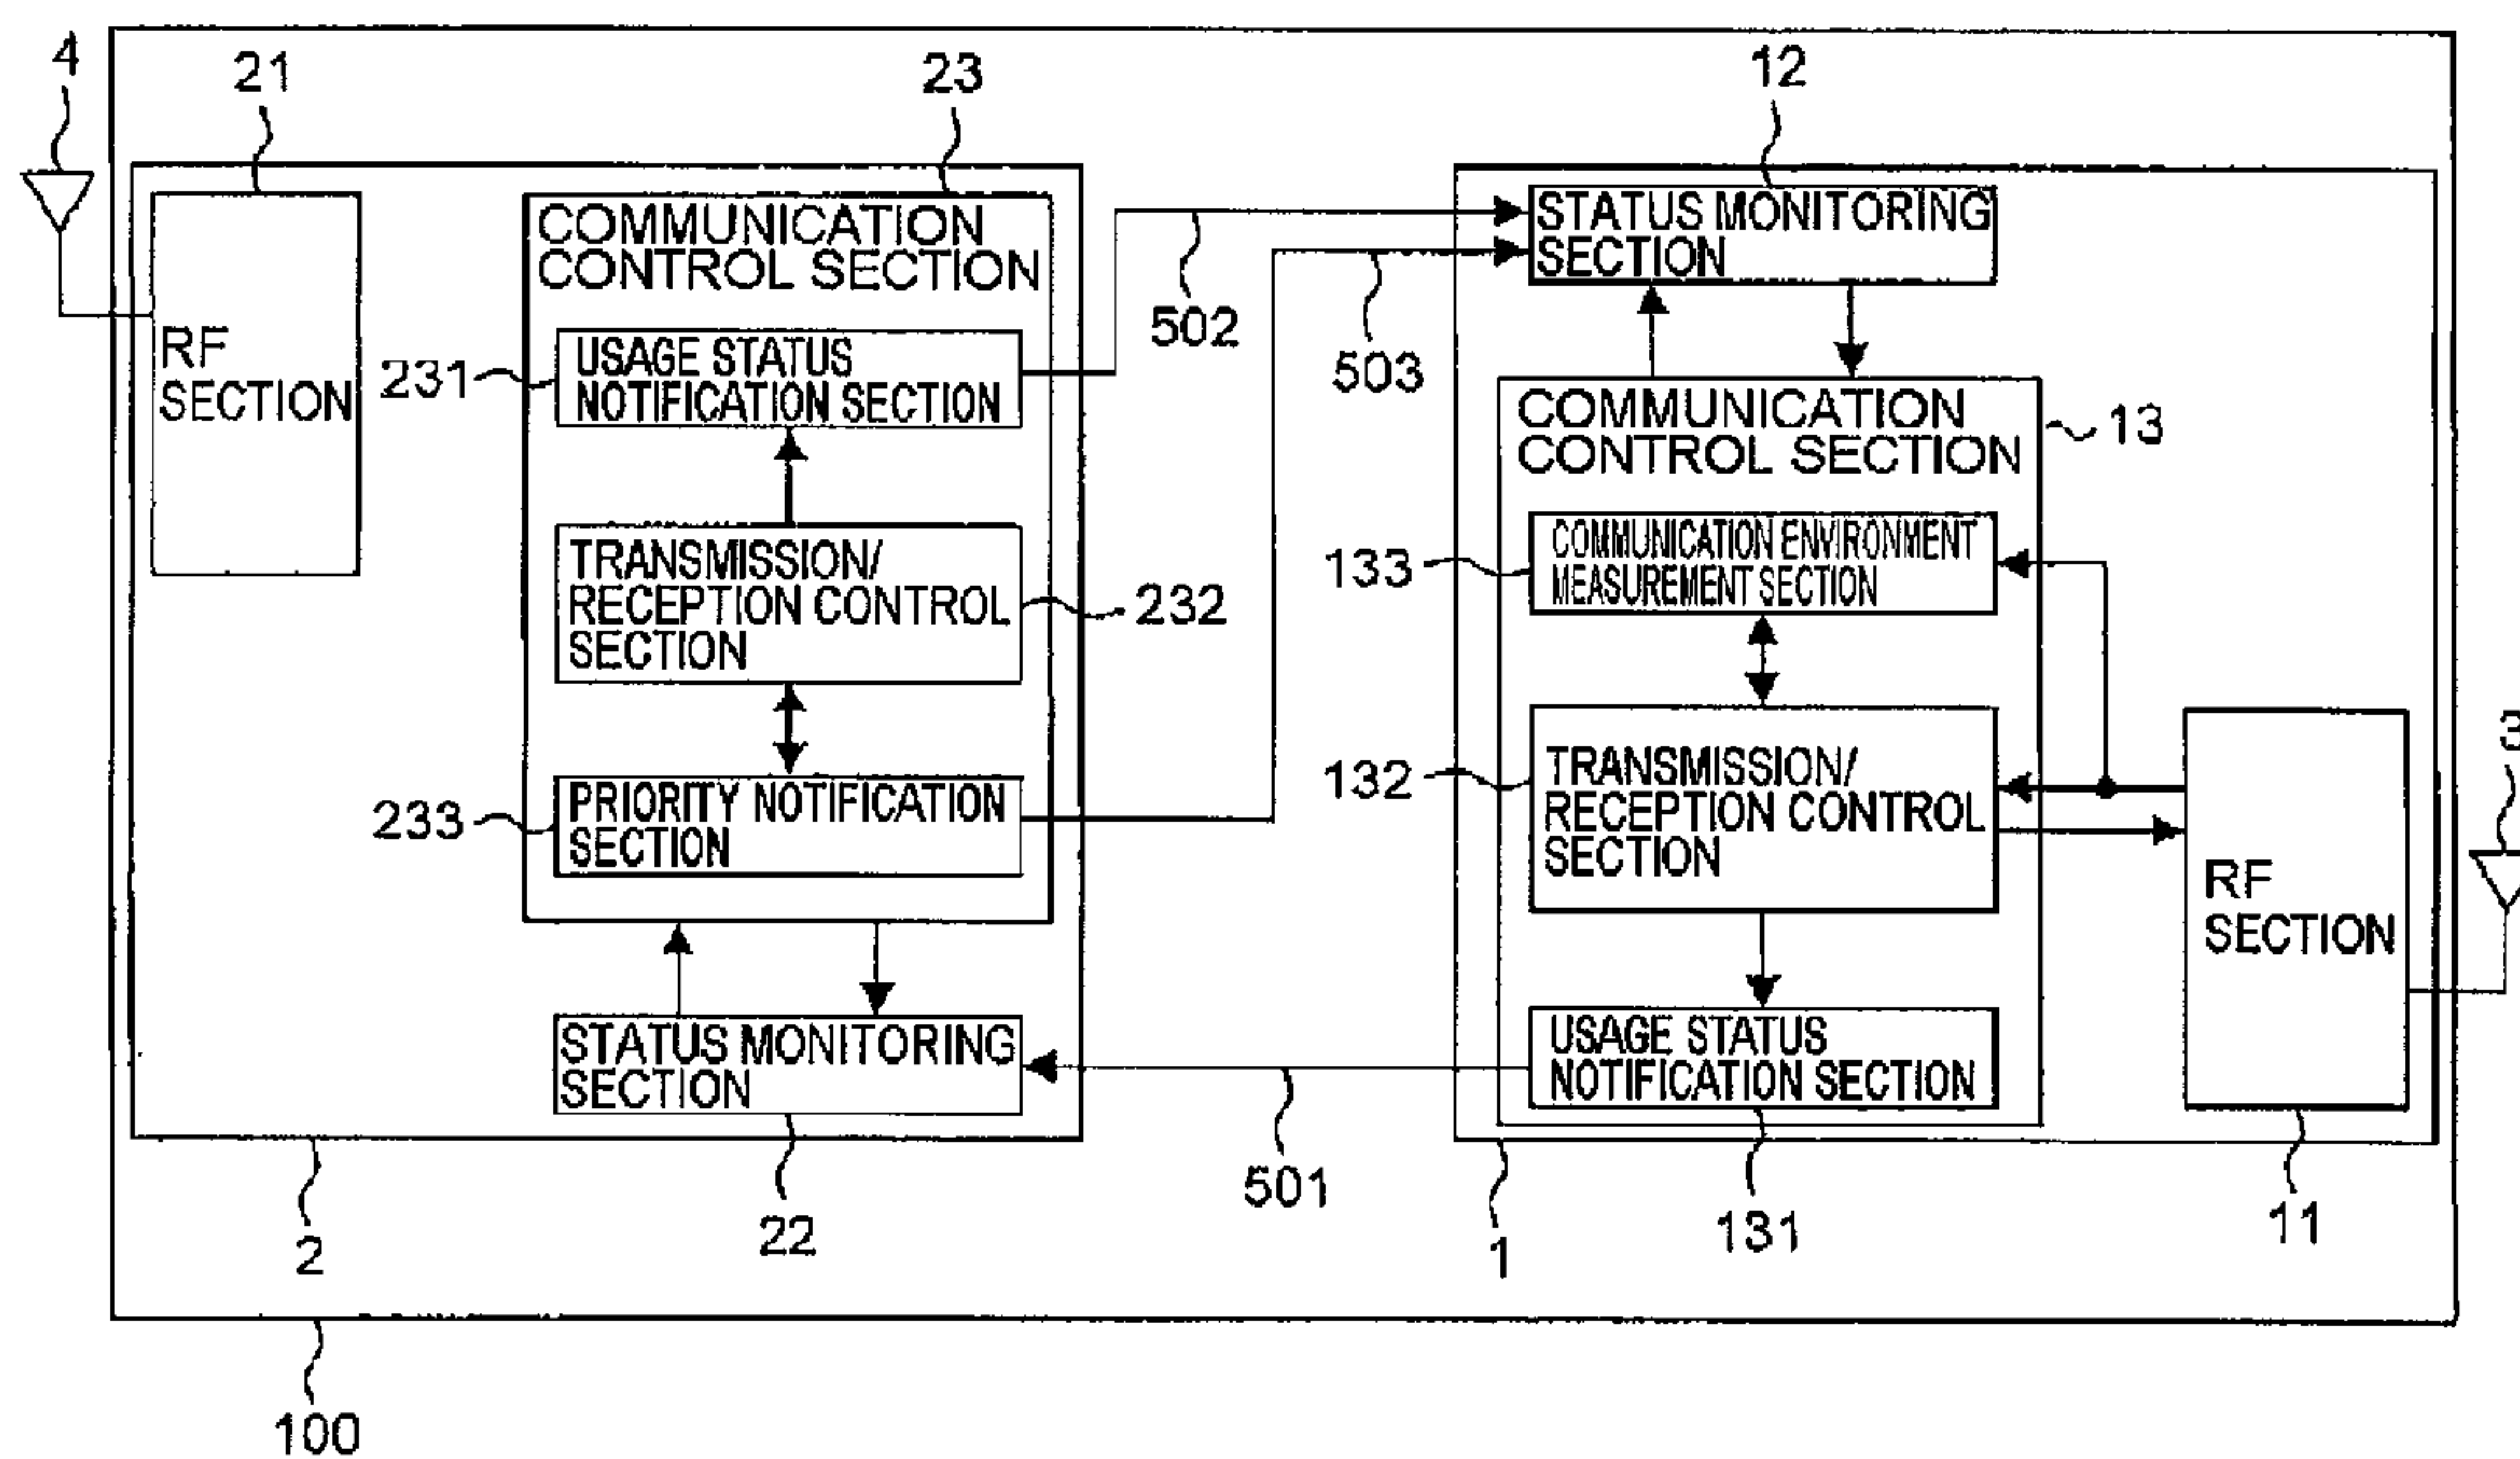 4
21
23
12
COMMUNICATION
CONTROL SECTION
STATUS MONITORING
SECTION
502
503
RF
SECTION
231
USAGE STATUS
NOTIFICATION SECTION
COMMUNICATION
CONTROL SECTION
13
TRANSMISSION/
RECEPTION CONTROL
SECTION
232
133
COMMUNICATION ENVIRONMENT
MEASUREMENT SECTION
233
PRIORITY NOTIFICATION
SECTION
132
TRANSMISSION/
RECEPTION CONTROL
SECTION
3
RF
SECTION
STATUS MONITORING
SECTION
USAGE STATUS
NOTIFICATION SECTION
501
2
22
1
131
11
100